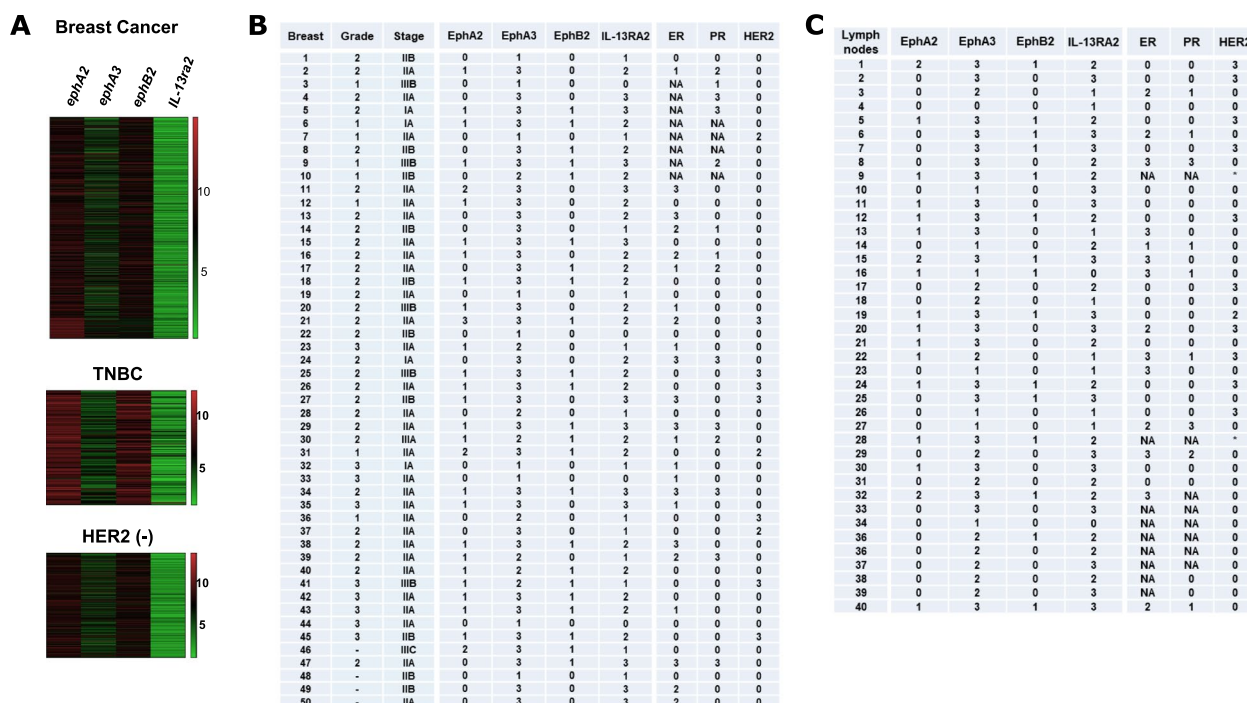 A
Breast Cancer
ephA2 ephA3 ephB2 IL-13ra2
10
5
TNBC
10
5
HER2 (-)
10
5
B
Breast Grade Stage EphA2 EphA3 EphB2 IL-13RA2 ER PR HER2
1 2 IIB 0 1 0 1 0 0 0
2 2 IIA 1 3 0 2 1 2 0
3 1 IIIB 0 1 0 0 NA 1 0
4 2 IIA 0 3 0 3 NA 3 0
5 2 IA 1 3 1 3 NA 3 0
6 1 IA 1 3 1 2 NA NA 0
7 1 IIA 0 1 0 1 NA NA 2
8 2 IIB 0 3 1 2 NA NA 0
9 1 IIIB 1 3 1 3 NA 2 0
10 1 IIB 0 2 1 2 NA NA 0
11 2 IIA 2 3 0 3 3 0 0
12 1 IIA 1 3 0 2 0 0 0
13 2 IIA 0 3 0 2 3 0 0
14 2 IIB 0 3 0 1 2 1 0
15 2 IIA 1 3 1 3 0 0 0
16 2 IIA 1 3 0 2 2 1 0
17 2 IIA 0 3 1 2 1 2 0
18 2 IIB 1 3 1 2 0 0 0
19 2 IIA 0 1 0 1 0 0 0
20 2 IIIB 1 3 0 2 1 0 0
21 2 IIA 3 3 1 2 2 0 3
22 2 IIB 0 1 0 0 0 0 0
23 3 IIA 1 2 0 1 1 0 0
24 2 IA 0 3 0 2 3 3 0
25 2 IIIB 1 3 1 2 0 0 3
26 2 IIA 1 3 1 2 0 0 3
27 2 IIB 1 3 0 3 3 0 3
28 2 IIA 0 2 0 1 0 0 0
29 2 IIA 1 3 1 3 3 3 0
30 2 IIIA 1 2 1 2 1 2 0
31 1 IIA 2 3 1 2 0 0 2
32 3 IA 0 1 0 1 1 0 0
33 3 IIA 0 1 0 0 1 0 0
34 2 IIA 1 3 1 3 3 3 0
35 3 IIA 1 3 0 3 1 0 0
36 1 IIA 0 2 0 1 0 0 3
37 2 IIA 0 3 0 1 0 0 2
38 2 IIA 1 3 1 2 3 0 0
39 2 IIA 1 2 0 1 2 3 0
40 2 IIA 1 2 1 2 0 0 0
41 3 IIIB 1 2 1 1 0 0 3
42 3 IIA 1 3 1 2 0 0 0
43 3 IIA 1 3 1 2 1 0 0
44 3 IIA 0 1 0 0 0 0 0
45 3 IIB 1 3 1 2 0 0 3
46 - IIIC 2 3 1 1 0 0 0
47 2 IIA 0 3 1 3 3 3 0
48 - IIB 0 1 0 1 0 0 0
49 - IIB 0 3 0 3 2 0 0
50 - IIA 0 3 0 3 2 0 0
C
Lymph nodes EphA2 EphA3 EphB2 IL-13RA2 ER PR HER2
1 2 3 1 2 0 0 3
2 0 3 0 3 0 0 3
3 0 2 0 1 2 1 0
4 0 0 0 1 0 0 0
5 1 3 1 2 0 0 3
6 0 3 1 3 2 1 0
7 0 3 1 3 0 0 3
8 0 3 0 2 3 3 0
9 1 3 1 2 NA NA *
10 0 1 0 3 0 0 0
11 1 3 0 3 0 0 0
12 1 3 1 2 0 0 3
13 1 3 0 1 3 0 0
14 0 1 0 2 1 1 0
15 2 3 1 2 3 0 0
16 1 1 1 0 3 1 0
17 0 2 0 2 0 0 3
18 0 2 0 1 0 0 0
19 1 3 1 3 0 0 2
20 1 3 0 3 2 0 3
21 1 3 0 2 0 0 0
22 1 2 0 1 3 1 3
23 0 1 0 1 3 0 0
24 1 3 1 2 0 0 3
25 0 3 1 3 0 0 0
26 0 1 0 1 0 0 3
27 0 1 0 1 2 3 0
28 1 3 1 2 NA NA *
29 0 2 0 3 3 2 0
30 1 3 0 3 0 0 0
31 0 2 0 2 0 0 0
32 2 3 1 2 3 NA 0
33 0 3 0 3 NA NA 0
34 0 1 0 0 NA NA 0
36 0 2 1 2 NA NA 0
36 0 2 0 2 NA NA 0
37 0 2 0 3 NA NA 0
38 0 2 0 2 NA 0 0
39 0 2 0 3 NA 0 0
40 1 3 1 3 2 1 0